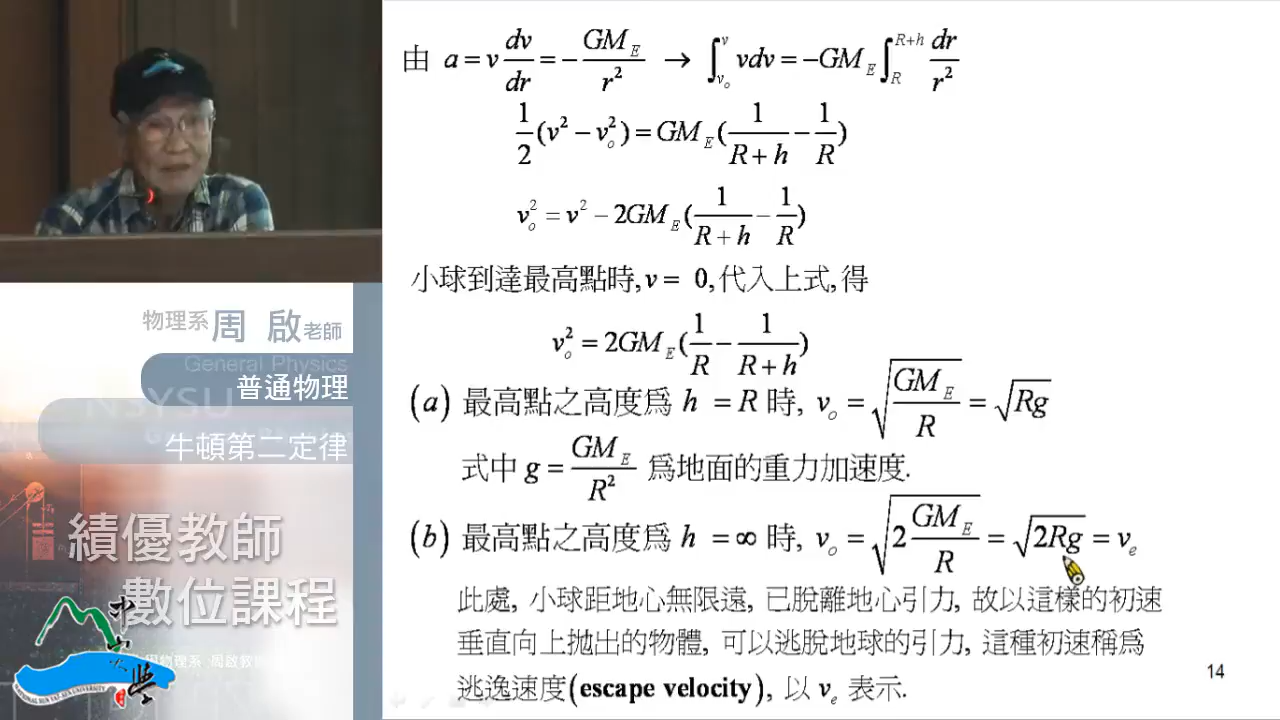 由 a = v dv/dr = − GM_E/r² → ∫_{v_o}^{v} vdv = −GM_E ∫_{R}^{R+h} dr/r²
1/2 (v² − v_o²) = GM_E ( 1/(R+h) − 1/R )
v_o² = v² − 2GM_E ( 1/(R+h) − 1/R )
小球到達最高點時, v = 0, 代入上式, 得
v_o² = 2GM_E ( 1/R − 1/(R+h) )
(a) 最高點之高度爲 h = R 時, v_o = √(GM_E/R) = √(Rg)
式中 g = GM_E/R² 爲地面的重力加速度.
(b) 最高點之高度爲 h = ∞ 時, v_o = √(2 GM_E/R) = √(2Rg) = v_e
此處, 小球距地心無限遠, 已脫離地心引力, 故以這樣的初速
垂直向上拋出的物體, 可以逃脫地球的引力, 這種初速稱爲
逃逸速度(escape velocity), 以 v_e 表示.
14
物理系 周 啟 老師
General Physics
普通物理
NSYSU
牛頓第二定律
績優教師
數位課程